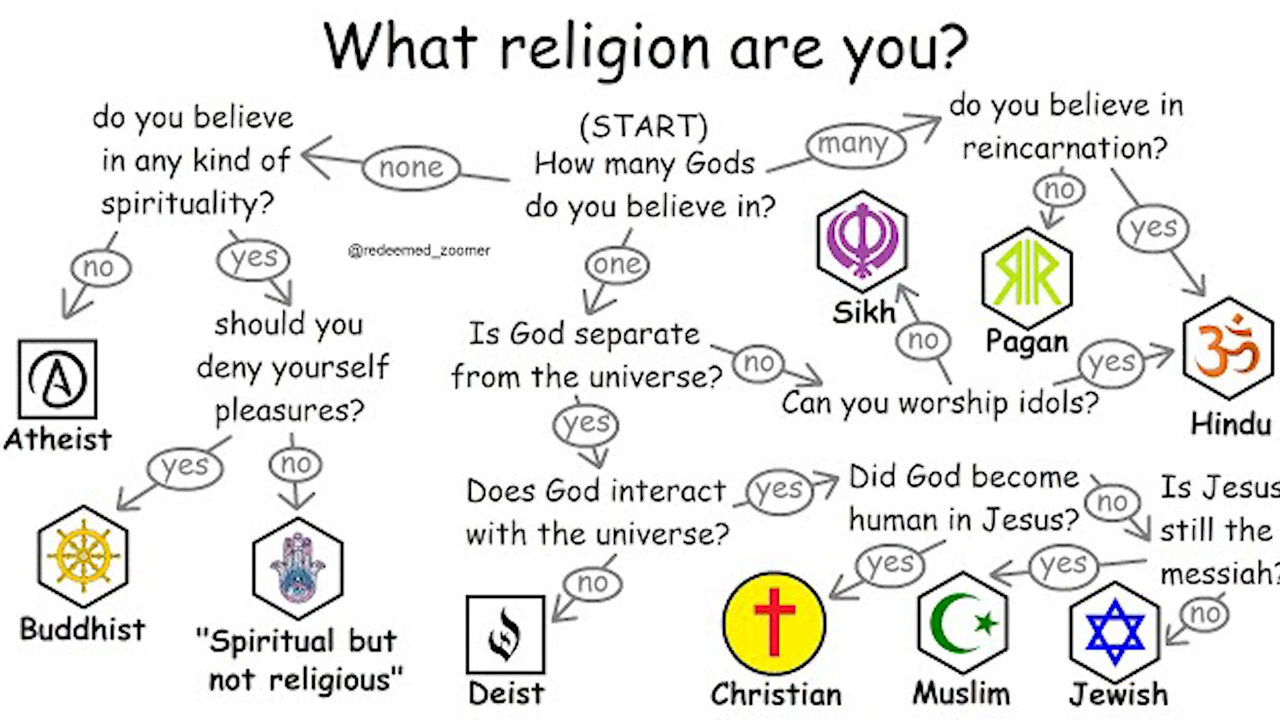 What religion are you?
(START)
How many Gods
do you believe in?
none
do you believe
in any kind of
spirituality?
no
Atheist
yes
should you
deny yourself
pleasures?
yes
Buddhist
no
"Spiritual but
not religious"
@redeemed_zoomer
many
do you believe in
reincarnation?
no
Pagan
yes
Hindu
one
Is God separate
from the universe?
no
Can you worship idols?
no
Sikh
yes
yes
Does God interact
with the universe?
no
Deist
yes
Did God become
human in Jesus?
yes
Christian
no
Is Jesus
still the
messiah?
yes
Muslim
no
Jewish